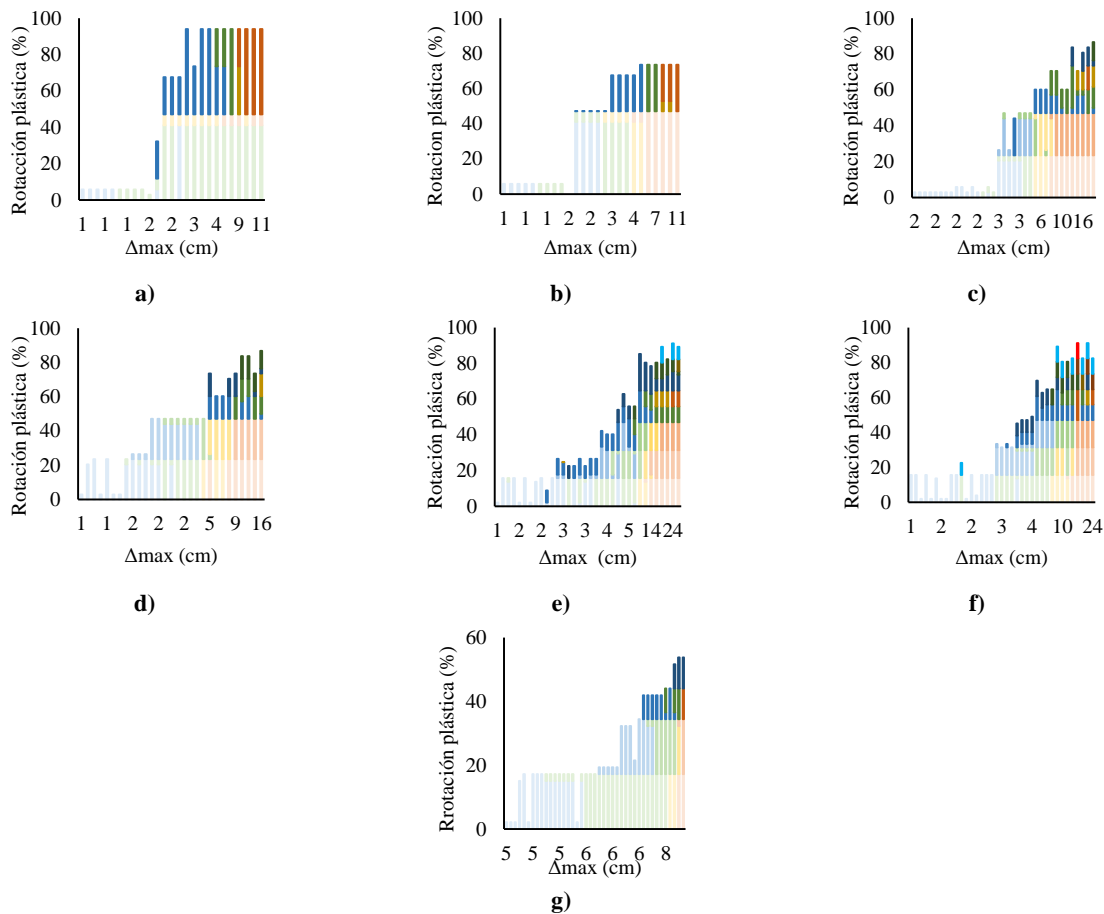 Rotacción plástica (%)
100
80
60
40
20
0
1 1 1 2 2 3 4 9 11
Δmax (cm)
a)
Rotacion plástica (%)
100
80
60
40
20
0
1 1 1 2 2 3 4 7 11
Δmax (cm)
b)
Rotación plástica (%)
100
80
60
40
20
0
2 2 2 2 3 3 6 10 16
Δmax (cm)
c)
Rotación plástica (%)
100
80
60
40
20
0
1 1 2 2 2 5 9 16
Δmax (cm)
d)
Rotación plásica (%)
100
80
60
40
20
0
1 2 2 3 3 4 5 14 24
Δmax (cm)
e)
Rotación plásica (%)
100
80
60
40
20
0
1 2 2 3 4 10 24
Δmax (cm)
f)
Rrotación plástica (%)
60
40
20
0
5 5 5 6 6 6 8
Δmax (cm)
g)